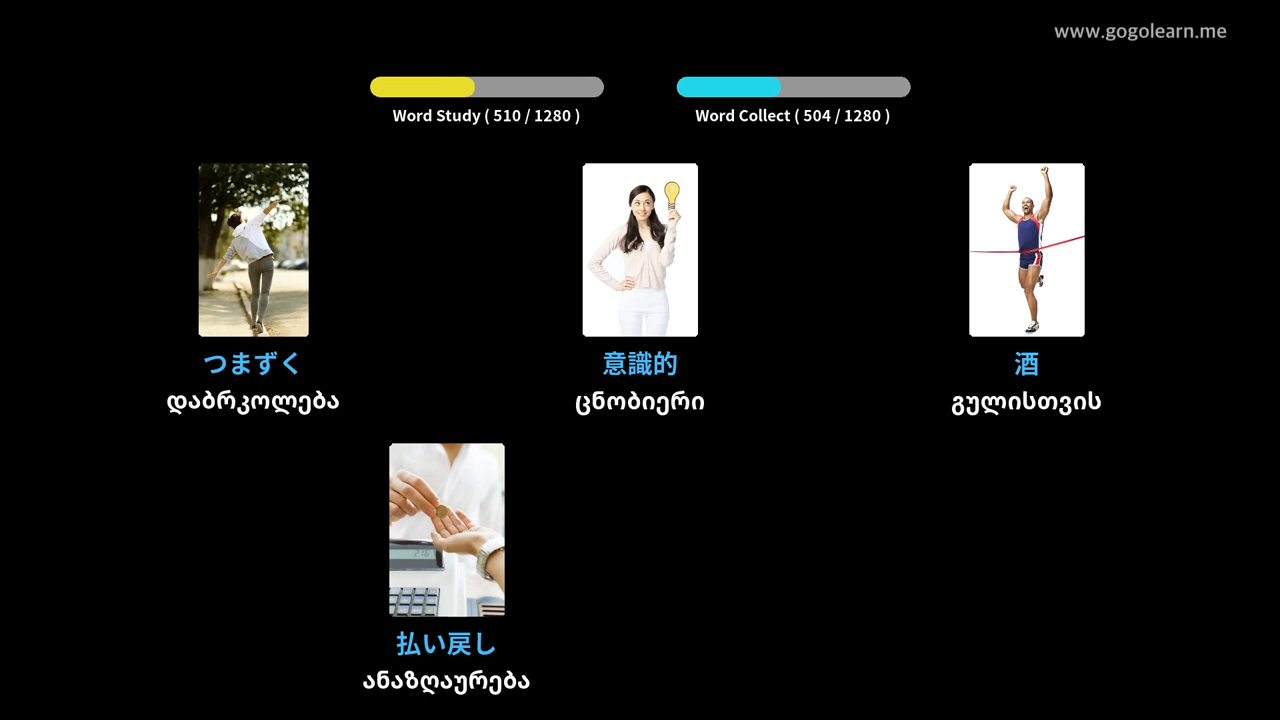 www.gogolearn.me
Word Study ( 510 / 1280 )
Word Collect ( 504 / 1280 )
つまずく
დაბრკოლება
意識的
ცნობიერი
酒
გულისთვის
払い戻し
ანაზღაურება